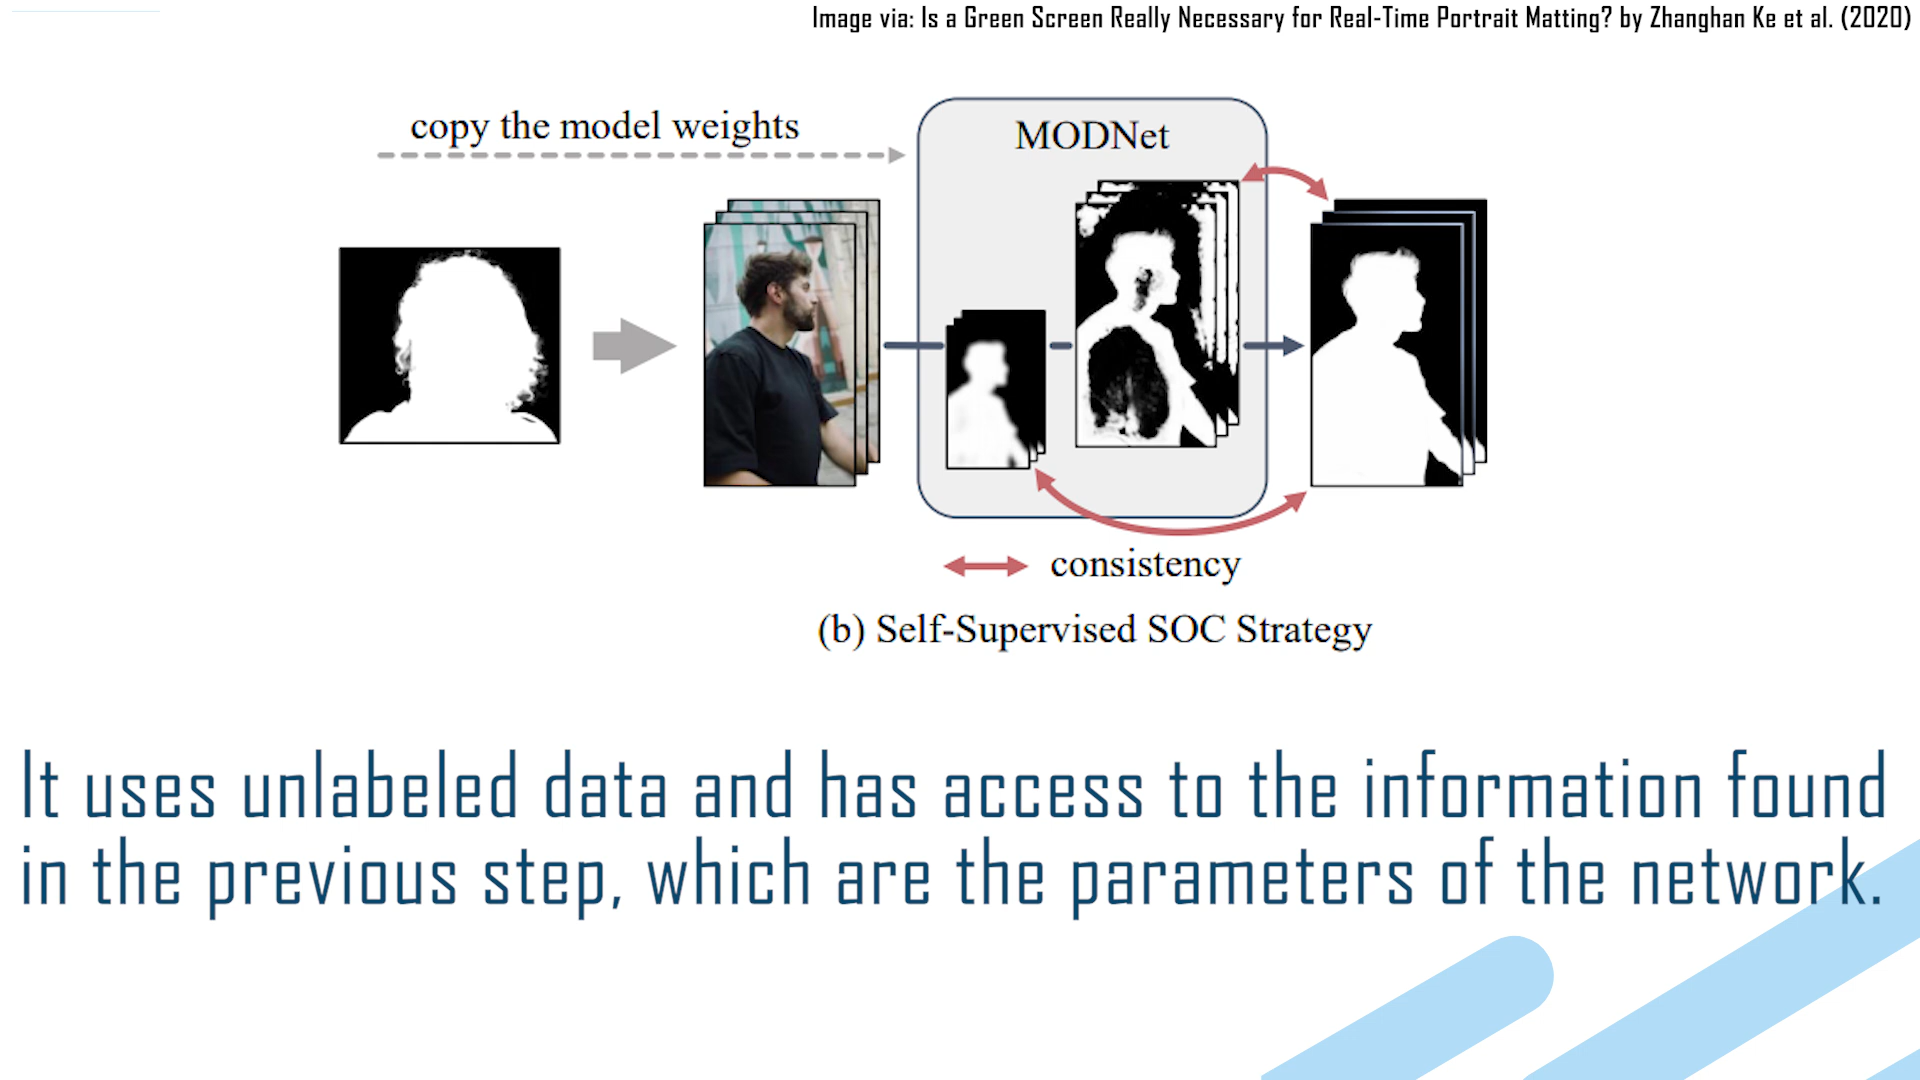 Image via: Is a Green Screen Really Necessary for Real-Time Portrait Matting? by Zhanghan Ke et al. (2020)
copy the model weights
MODNet
consistency
(b) Self-Supervised SOC Strategy
It uses unlabeled data and has access to the information found
in the previous step, which are the parameters of the network.